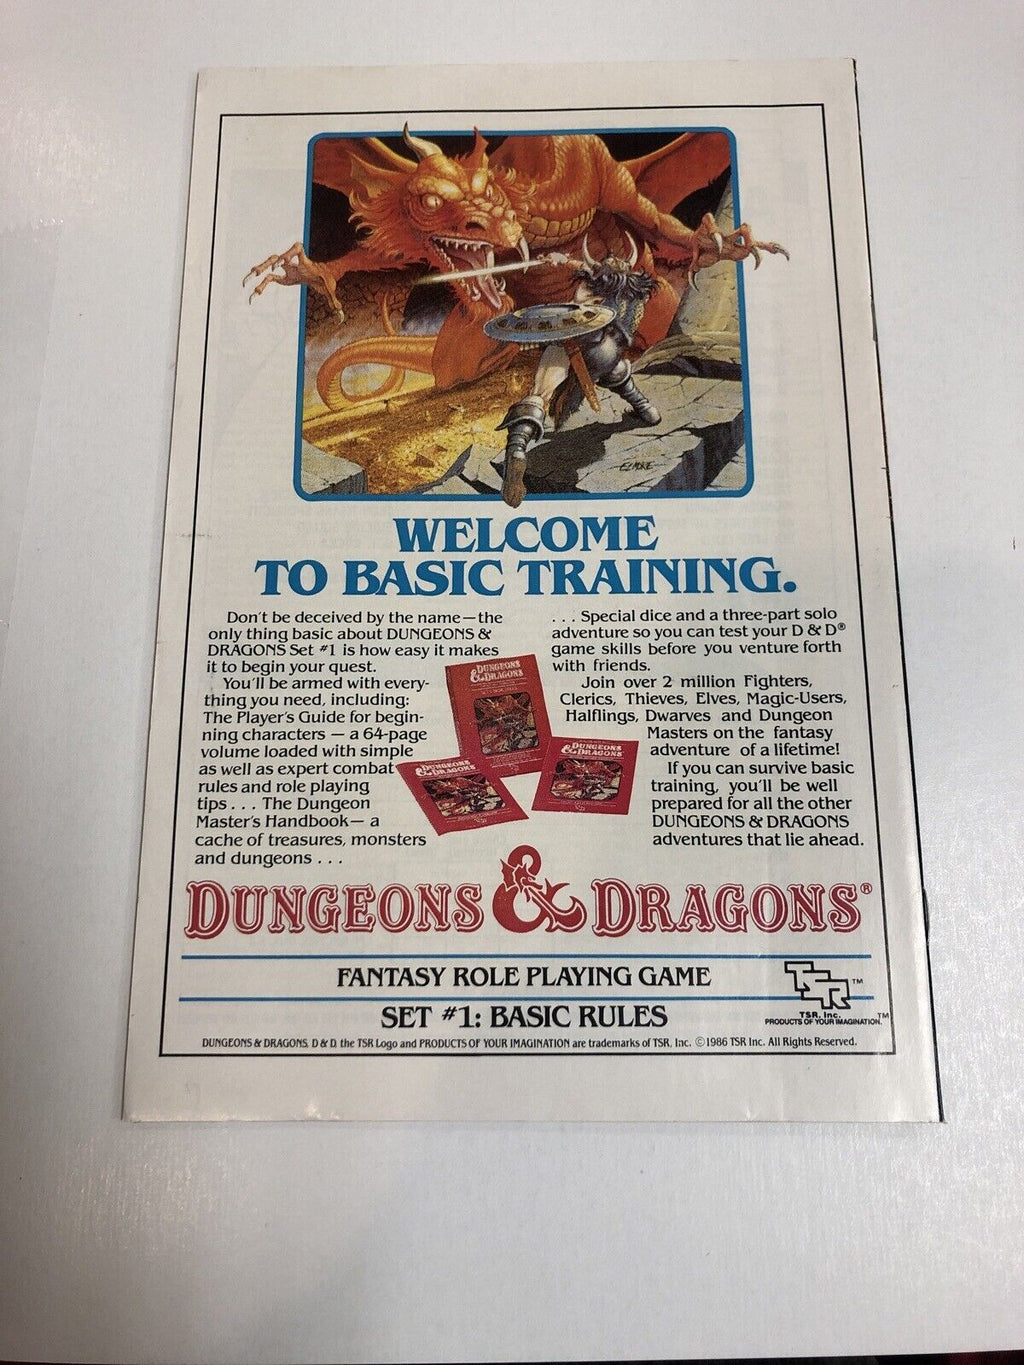 ELMORE
WELCOME
TO BASIC TRAINING.
Don't be deceived by the name—the
only thing basic about DUNGEONS &
DRAGONS Set #1 is how easy it makes
it to begin your quest.
You'll be armed with every-
thing you need, including:
The Player's Guide for begin-
ning characters — a 64-page
volume loaded with simple
as well as expert combat
rules and role playing
tips . . . The Dungeon
Master's Handbook— a
cache of treasures, monsters
and dungeons . . .
. . . Special dice and a three-part solo
adventure so you can test your D & D®
game skills before you venture forth
with friends.
Join over 2 million Fighters,
Clerics, Thieves, Elves, Magic-Users,
Halflings, Dwarves and Dungeon
Masters on the fantasy
adventure of a lifetime!
If you can survive basic
training, you'll be well
prepared for all the other
DUNGEONS & DRAGONS
adventures that lie ahead.
DUNGEONS
& DRAGONS
DUNGEONS
& DRAGONS
DUNGEONS
& DRAGONS
DUNGEONS & DRAGONS®
FANTASY ROLE PLAYING GAME
SET #1: BASIC RULES
TSR™
TSR, Inc.
PRODUCTS OF YOUR IMAGINATION.™
DUNGEONS & DRAGONS, D & D, the TSR Logo and PRODUCTS OF YOUR IMAGINATION are trademarks of TSR, Inc. ©1986 TSR Inc. All Rights Reserved.